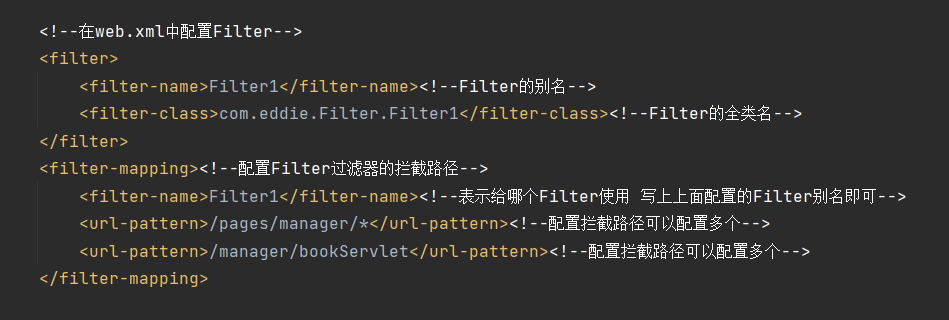 <!--在web.xml中配置Filter-->
<filter>
    <filter-name>Filter1</filter-name><!--Filter的别名-->
    <filter-class>com.eddie.Filter.Filter1</filter-class><!--Filter的全类名-->
</filter>
<filter-mapping><!--配置Filter过滤器的拦截路径-->
    <filter-name>Filter1</filter-name><!--表示给哪个Filter使用 写上上面配置的Filter别名即可-->
    <url-pattern>/pages/manager/*</url-pattern><!--配置拦截路径可以配置多个-->
    <url-pattern>/manager/bookServlet</url-pattern><!--配置拦截路径可以配置多个-->
</filter-mapping>